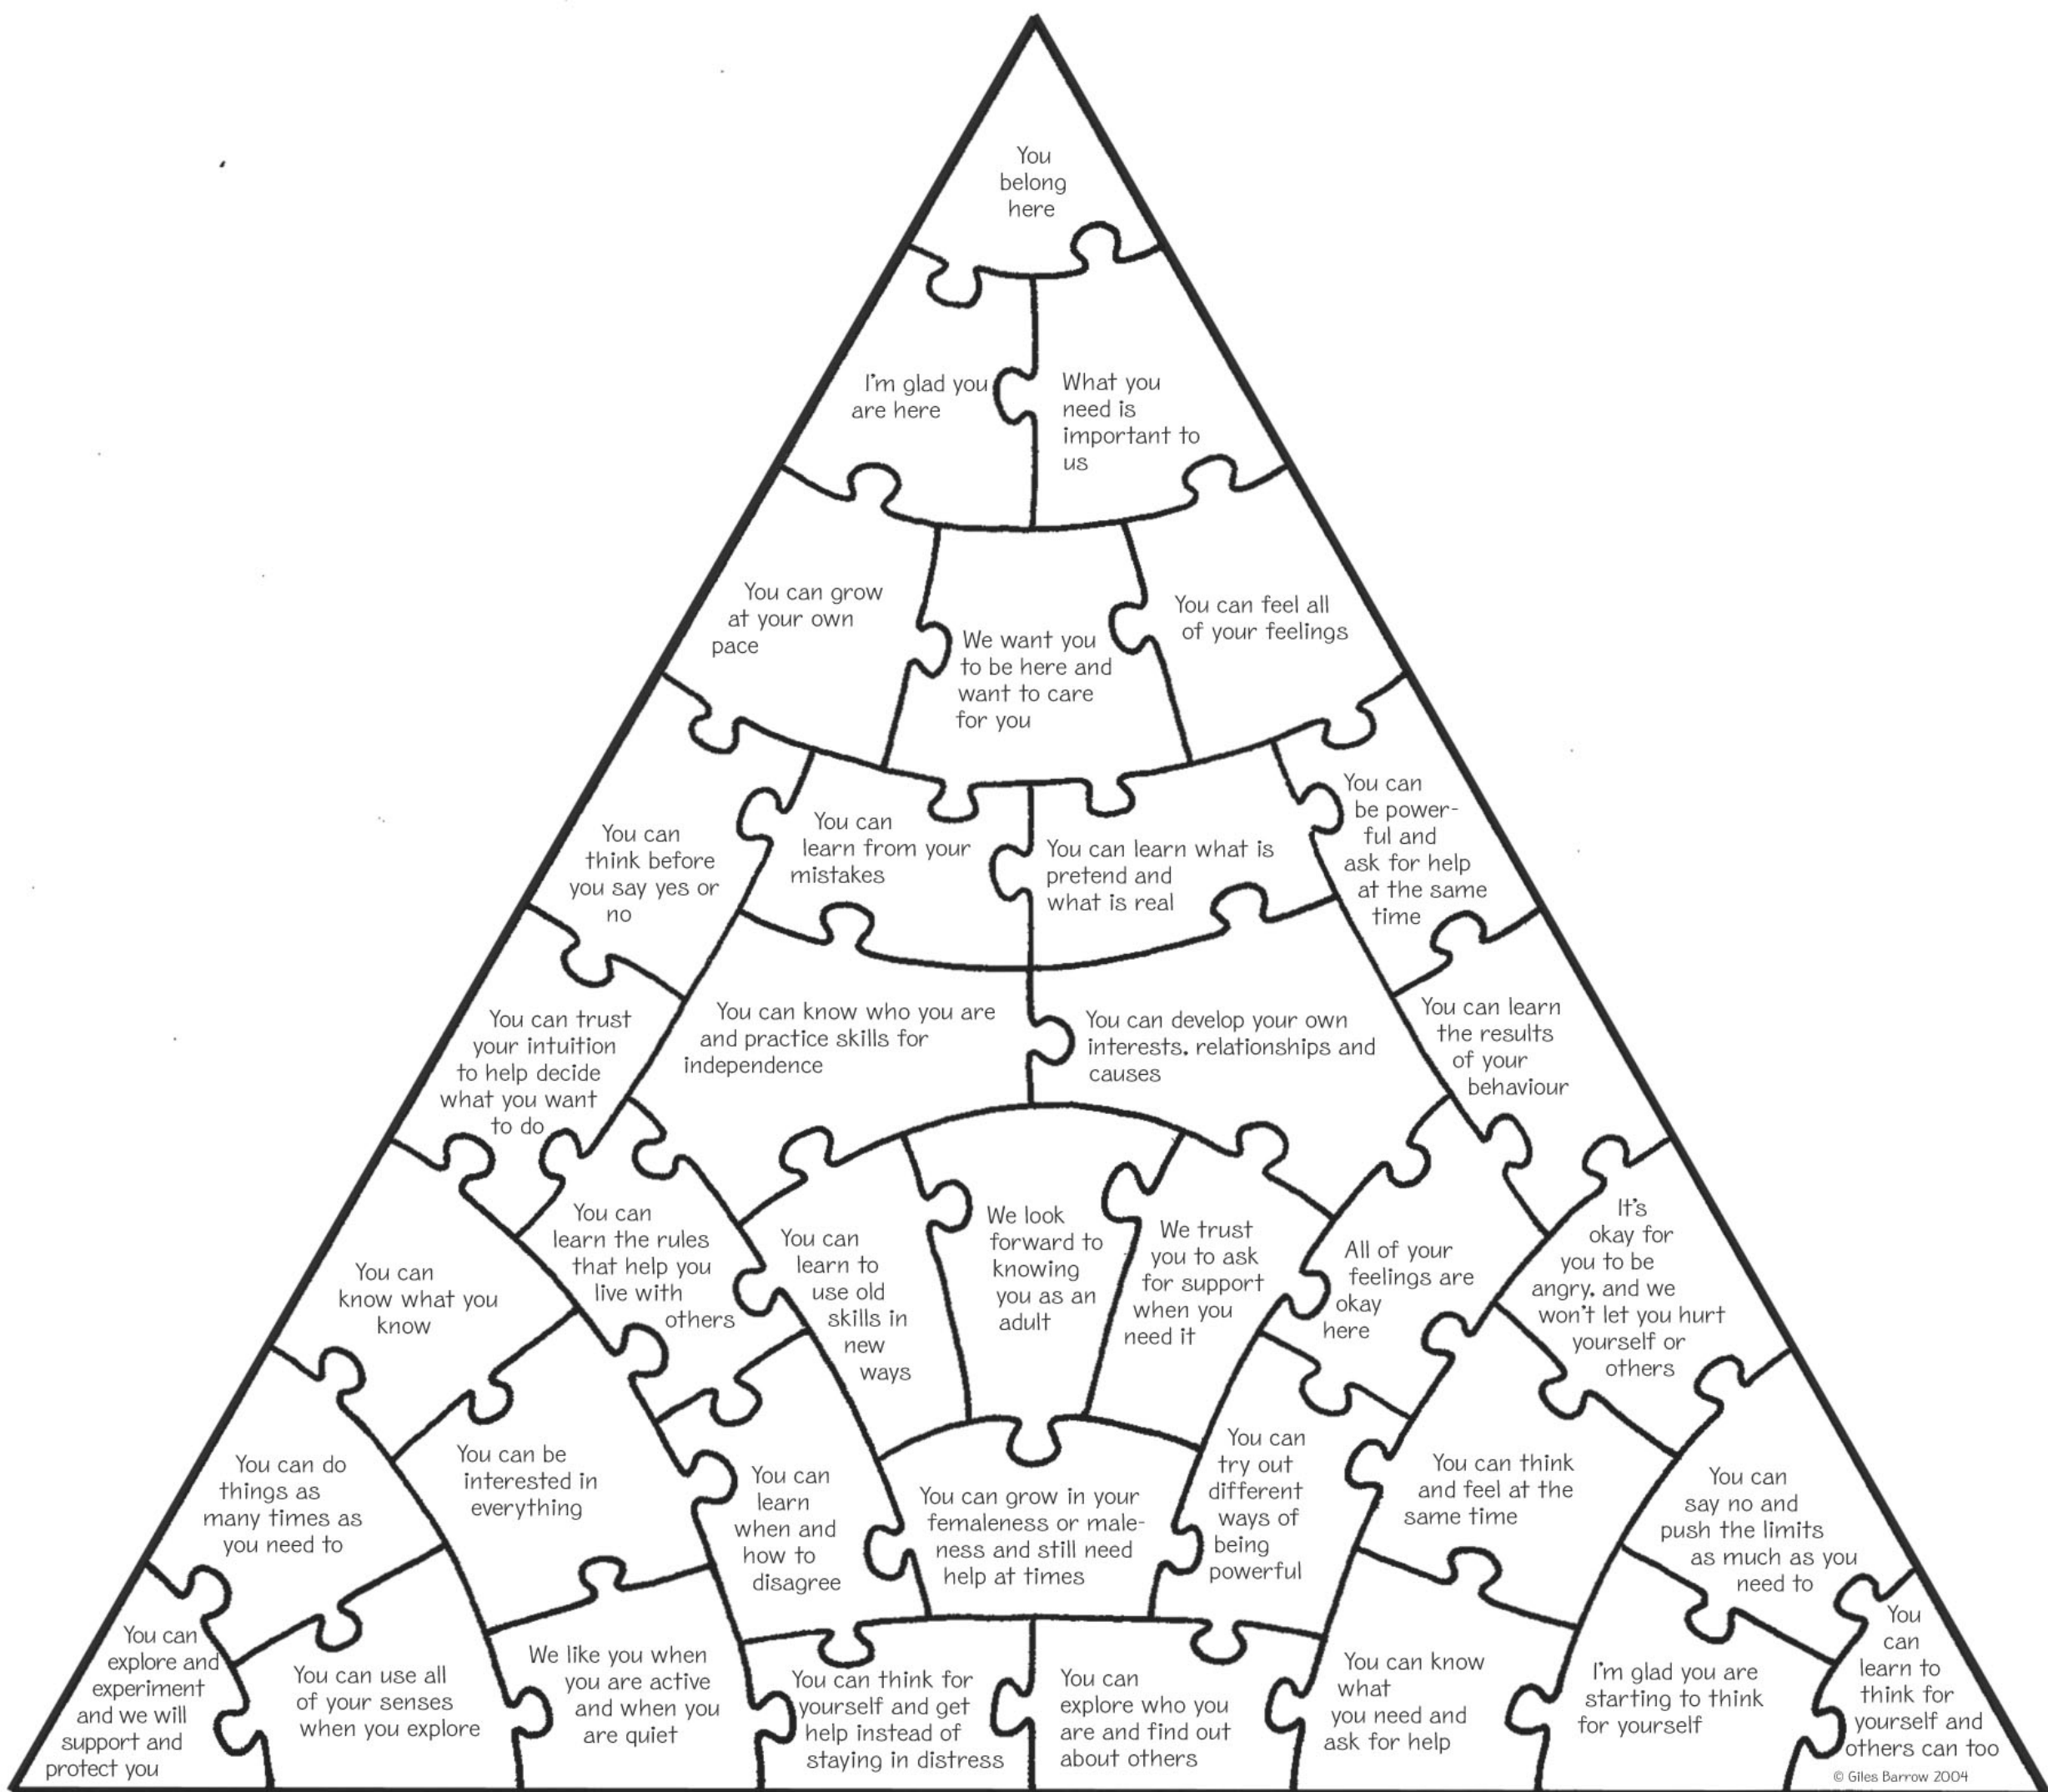 You
belong
here
I'm glad you
are here
What you
need is
important to
us
You can grow
at your own
pace
We want you
to be here and
want to care
for you
You can feel all
of your feelings
You can
think before
you say yes or
no
You can
learn from your
mistakes
You can learn what is
pretend and
what is real
You can
be power-
ful and
ask for help
at the same
time
You can trust
your intuition
to help decide
what you want
to do
You can know who you are
and practice skills for
independence
You can develop your own
interests, relationships and
causes
You can learn
the results
of your
behaviour
You can
know what you
know
You can
learn the rules
that help you
live with
others
You can
learn to
use old
skills in
new
ways
We look
forward to
knowing
you as an
adult
We trust
you to ask
for support
when you
need it
All of your
feelings are
okay
here
It's
okay for
you to be
angry, and we
won't let you hurt
yourself or
others
You can do
things as
many times as
you need to
You can be
interested in
everything
You can
learn
when and
how to
disagree
You can grow in your
femaleness or male-
ness and still need
help at times
You can
try out
different
ways of
being
powerful
You can think
and feel at the
same time
You can
say no and
push the limits
as much as you
need to
You can
explore and
experiment
and we will
support and
protect you
You can use all
of your senses
when you explore
We like you when
you are active
and when you
are quiet
You can think for
yourself and get
help instead of
staying in distress
You can
explore who you
are and find out
about others
You can know
what
you need and
ask for help
I'm glad you are
starting to think
for yourself
You
can
learn to
think for
yourself and
others can too
© Giles Barrow 2004